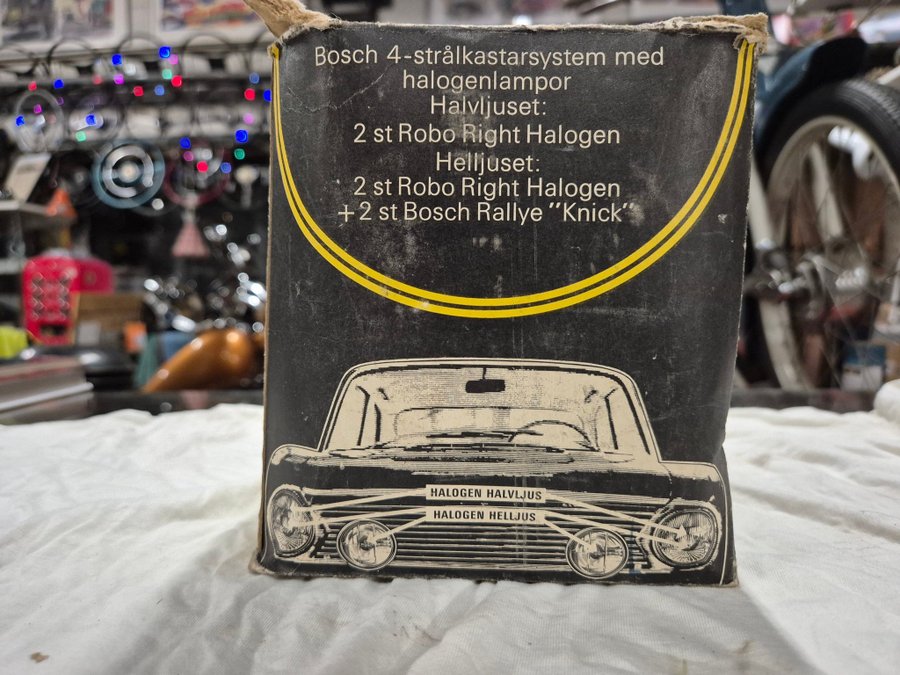 Bosch 4-strålkastarsystem med
halogenlampor
Halvljuset:
2 st Robo Right Halogen
Helljuset:
2 st Robo Right Halogen
+2 st Bosch Rallye "Knick"
HALOGEN HALVLJUS
HALOGEN HELLJUS